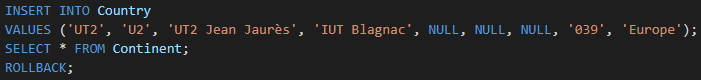 INSERT INTO Country
VALUES ('UT2', 'U2', 'UT2 Jean Jaurès', 'IUT Blagnac', NULL, NULL, NULL, '039', 'Europe');
SELECT * FROM Continent;
ROLLBACK;